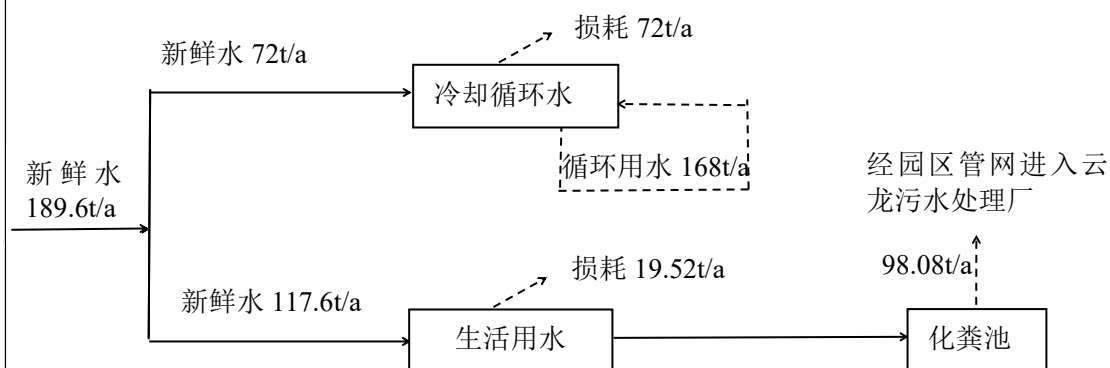 损耗 72t/a
新鲜水 72t/a
冷却循环水
循环用水 168t/a
新鲜水
189.6t/a
经园区管网进入云
龙污水处理厂
损耗 19.52t/a
98.08t/a
新鲜水 117.6t/a
生活用水
化粪池